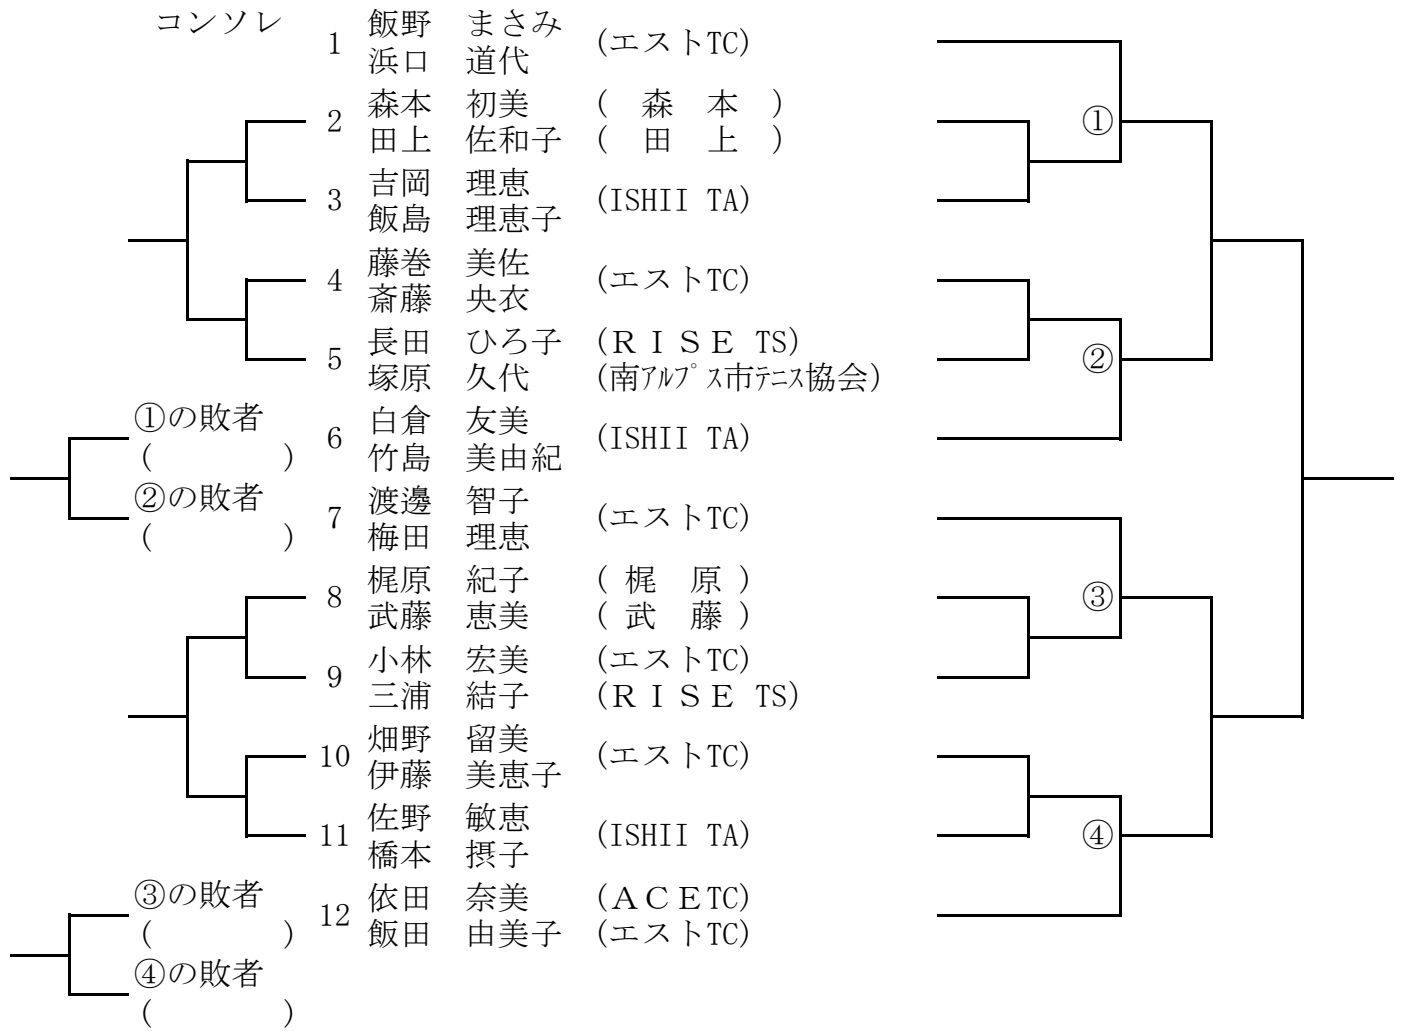 コンソレ
1 飯野 まさみ (エストTC)
浜口 道代
2 森本 初美 ( 森 本 )
田上 佐和子 ( 田 上 )
①
3 吉岡 理恵 (ISHII TA)
飯島 理恵子
4 藤巻 美佐 (エストTC)
斎藤 央衣
5 長田 ひろ子 (ＲＩＳＥ TS)
塚原 久代 (南ｱﾙﾌﾟｽ市ﾃﾆｽ協会)
②
①の敗者
( )
6 白倉 友美 (ISHII TA)
竹島 美由紀
②の敗者
( )
7 渡邊 智子 (エストTC)
梅田 理恵
8 梶原 紀子 ( 梶 原 )
武藤 恵美 ( 武 藤 )
③
9 小林 宏美 (エストTC)
三浦 結子 (ＲＩＳＥ TS)
10 畑野 留美 (エストTC)
伊藤 美恵子
11 佐野 敏恵 (ISHII TA)
橋本 摂子
④
③の敗者
( )
12 依田 奈美 (ＡＣＥTC)
飯田 由美子 (エストTC)
④の敗者
( )